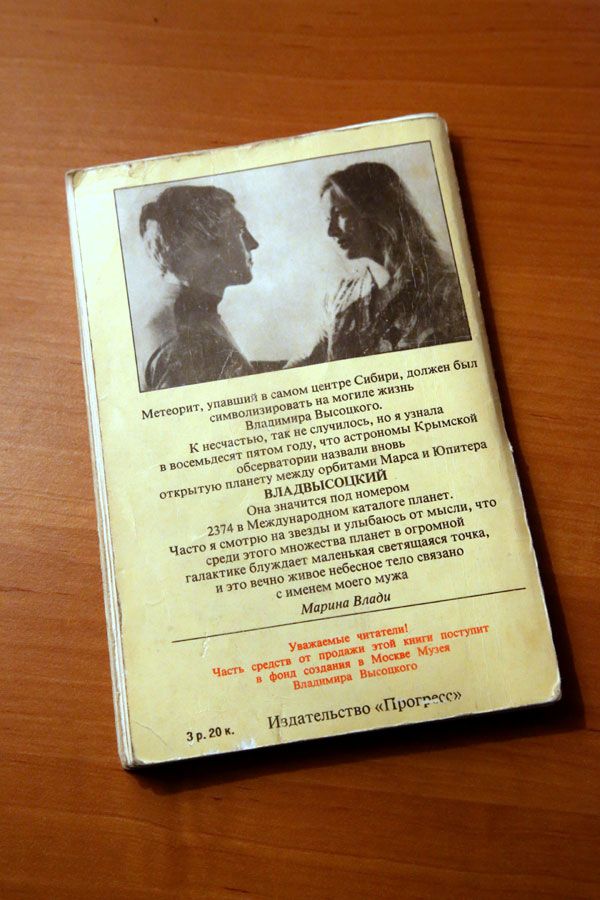 Метеорит, упавший в самом центре Сибири, должен был
символизировать на могиле жизнь
Владимира Высоцкого.
К несчастью, так не случилось, но я узнала
в восемьдесят пятом году, что астрономы Крымской
обсерватории назвали вновь
открытую планету между орбитами Марса и Юпитера
ВЛАДВЫСОЦКИЙ
Она значится под номером
2374 в Международном каталоге планет.
Часто я смотрю на звезды и улыбаюсь от мысли, что
среди этого множества планет в огромной
галактике блуждает маленькая светящаяся точка,
и это вечно живое небесное тело связано
с именем моего мужа
Марина Влади
Уважаемые читатели!
Часть средств от продажи этой книги поступит
в фонд создания в Москве Музея
Владимира Высоцкого
3 р. 20 к.
Издательство «Прогресс»